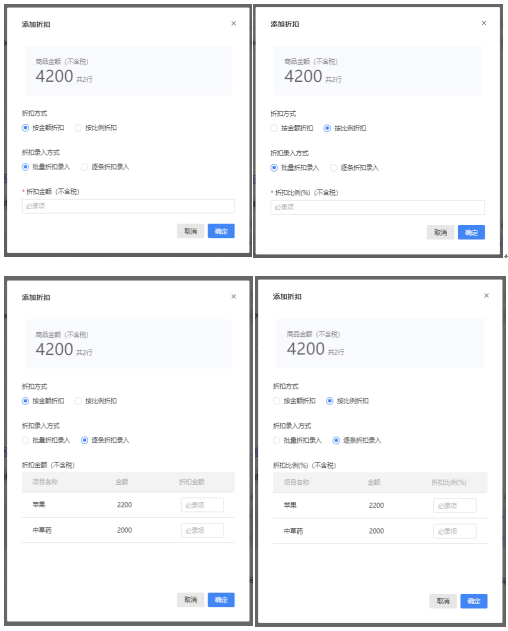 添加折扣 ×
商品金额（不含税）
4200 共2行
折扣方式
按金额折扣 按比例折扣
折扣录入方式
批量折扣录入 逐条折扣录入
* 折扣金额（不含税）
必录项
取消 确定
添加折扣 ×
商品金额（不含税）
4200 共2行
折扣方式
按金额折扣 按比例折扣
折扣录入方式
批量折扣录入 逐条折扣录入
* 折扣比例(%)（不含税）
必录项
取消 确定
添加折扣 ×
商品金额（不含税）
4200 共2行
折扣方式
按金额折扣 按比例折扣
折扣录入方式
批量折扣录入 逐条折扣录入
折扣金额（不含税）
项目名称 金额 折扣金额
苹果 2200 必录项
中草药 2000 必录项
取消 确定
添加折扣 ×
商品金额（不含税）
4200 共2行
折扣方式
按金额折扣 按比例折扣
折扣录入方式
批量折扣录入 逐条折扣录入
折扣比例(%)（不含税）
项目名称 金额 折扣比例(%)
苹果 2200 必录项
中草药 2000 必录项
取消 确定